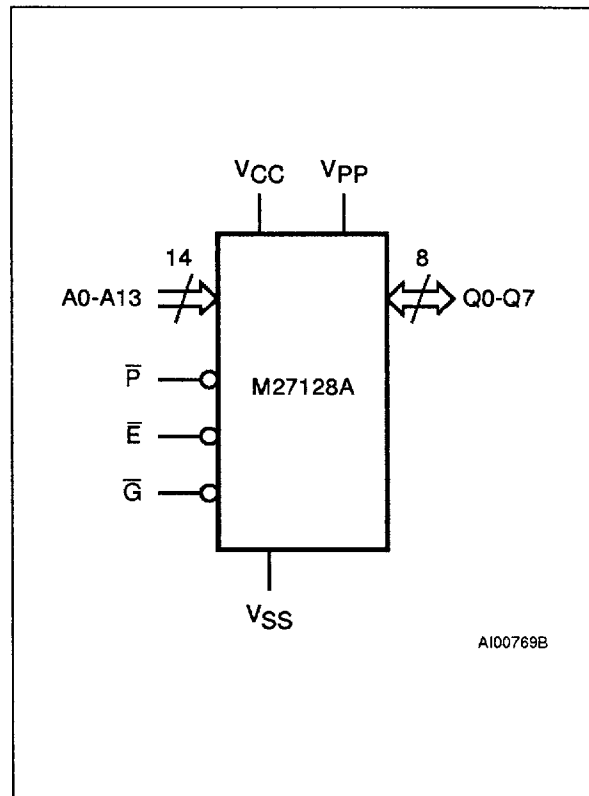 VCC VPP
14 8
A0-A13 Q0-Q7
P̅
M27128A
E̅
G̅
VSS
AI00769B